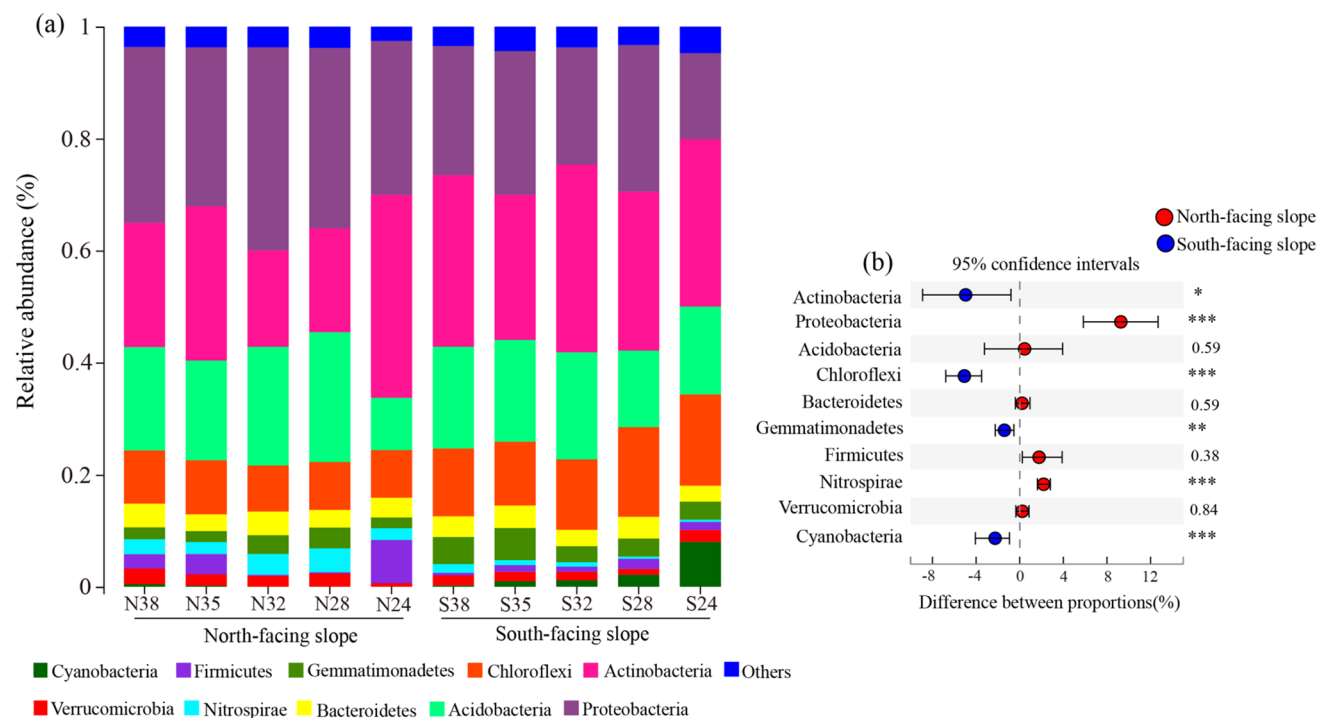 (a)
Relative abundance (%)
1
0.8
0.6
0.4
0.2
0
N38 N35 N32 N28 N24 S38 S35 S32 S28 S24
North-facing slope South-facing slope
Cyanobacteria Firmicutes Gemmatimonadetes Chloroflexi Actinobacteria Others
Verrucomicrobia Nitrospirae Bacteroidetes Acidobacteria Proteobacteria
North-facing slope
South-facing slope
(b)
95% confidence intervals
Actinobacteria *
Proteobacteria ***
Acidobacteria 0.59
Chloroflexi ***
Bacteroidetes 0.59
Gemmatimonadetes **
Firmicutes 0.38
Nitrospirae ***
Verrucomicrobia 0.84
Cyanobacteria ***
-8 -4 0 4 8 12
Difference between proportions(%)